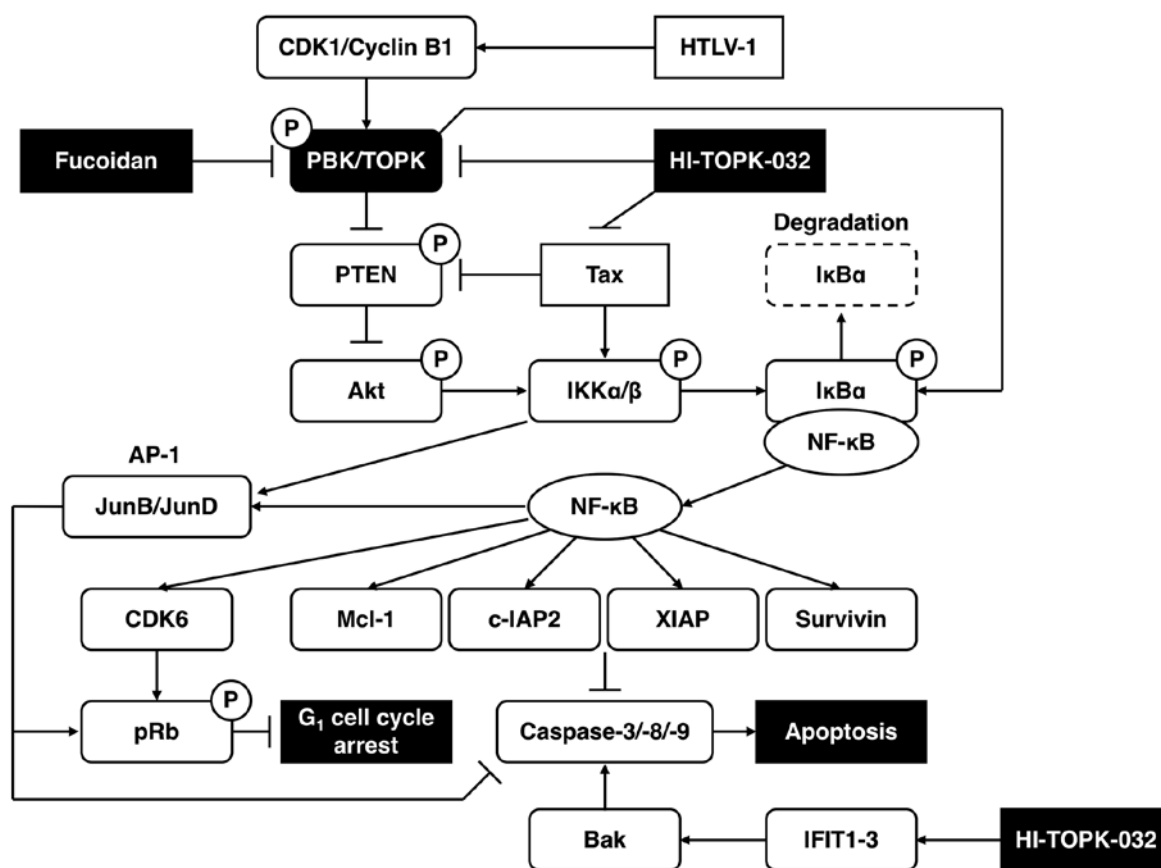 CDK1/Cyclin B1
HTLV-1
P
Fucoidan
PBK/TOPK
HI-TOPK-032
Degradation
P
PTEN
Tax
IκBα
P
P
P
Akt
IKKα/β
IκBα
NF-κB
AP-1
JunB/JunD
NF-κB
CDK6
Mcl-1
c-IAP2
XIAP
Survivin
P
pRb
G₁ cell cycle
arrest
Caspase-3/-8/-9
Apoptosis
Bak
IFIT1-3
HI-TOPK-032